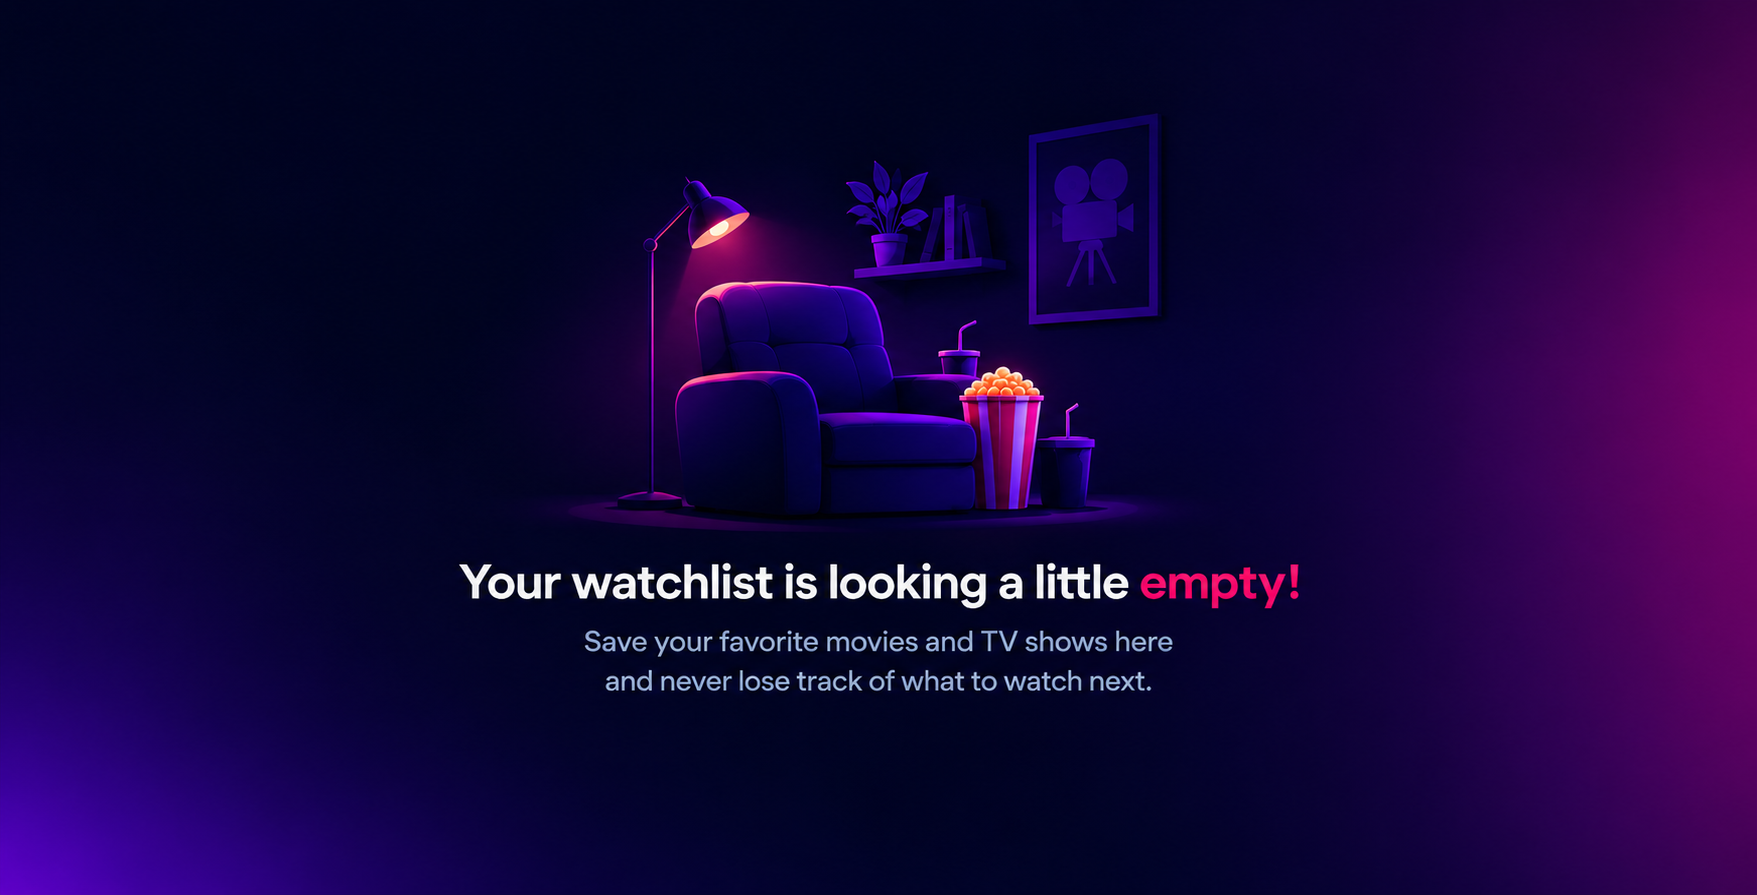 Your watchlist is looking a little empty!
Save your favorite movies and TV shows here
and never lose track of what to watch next.